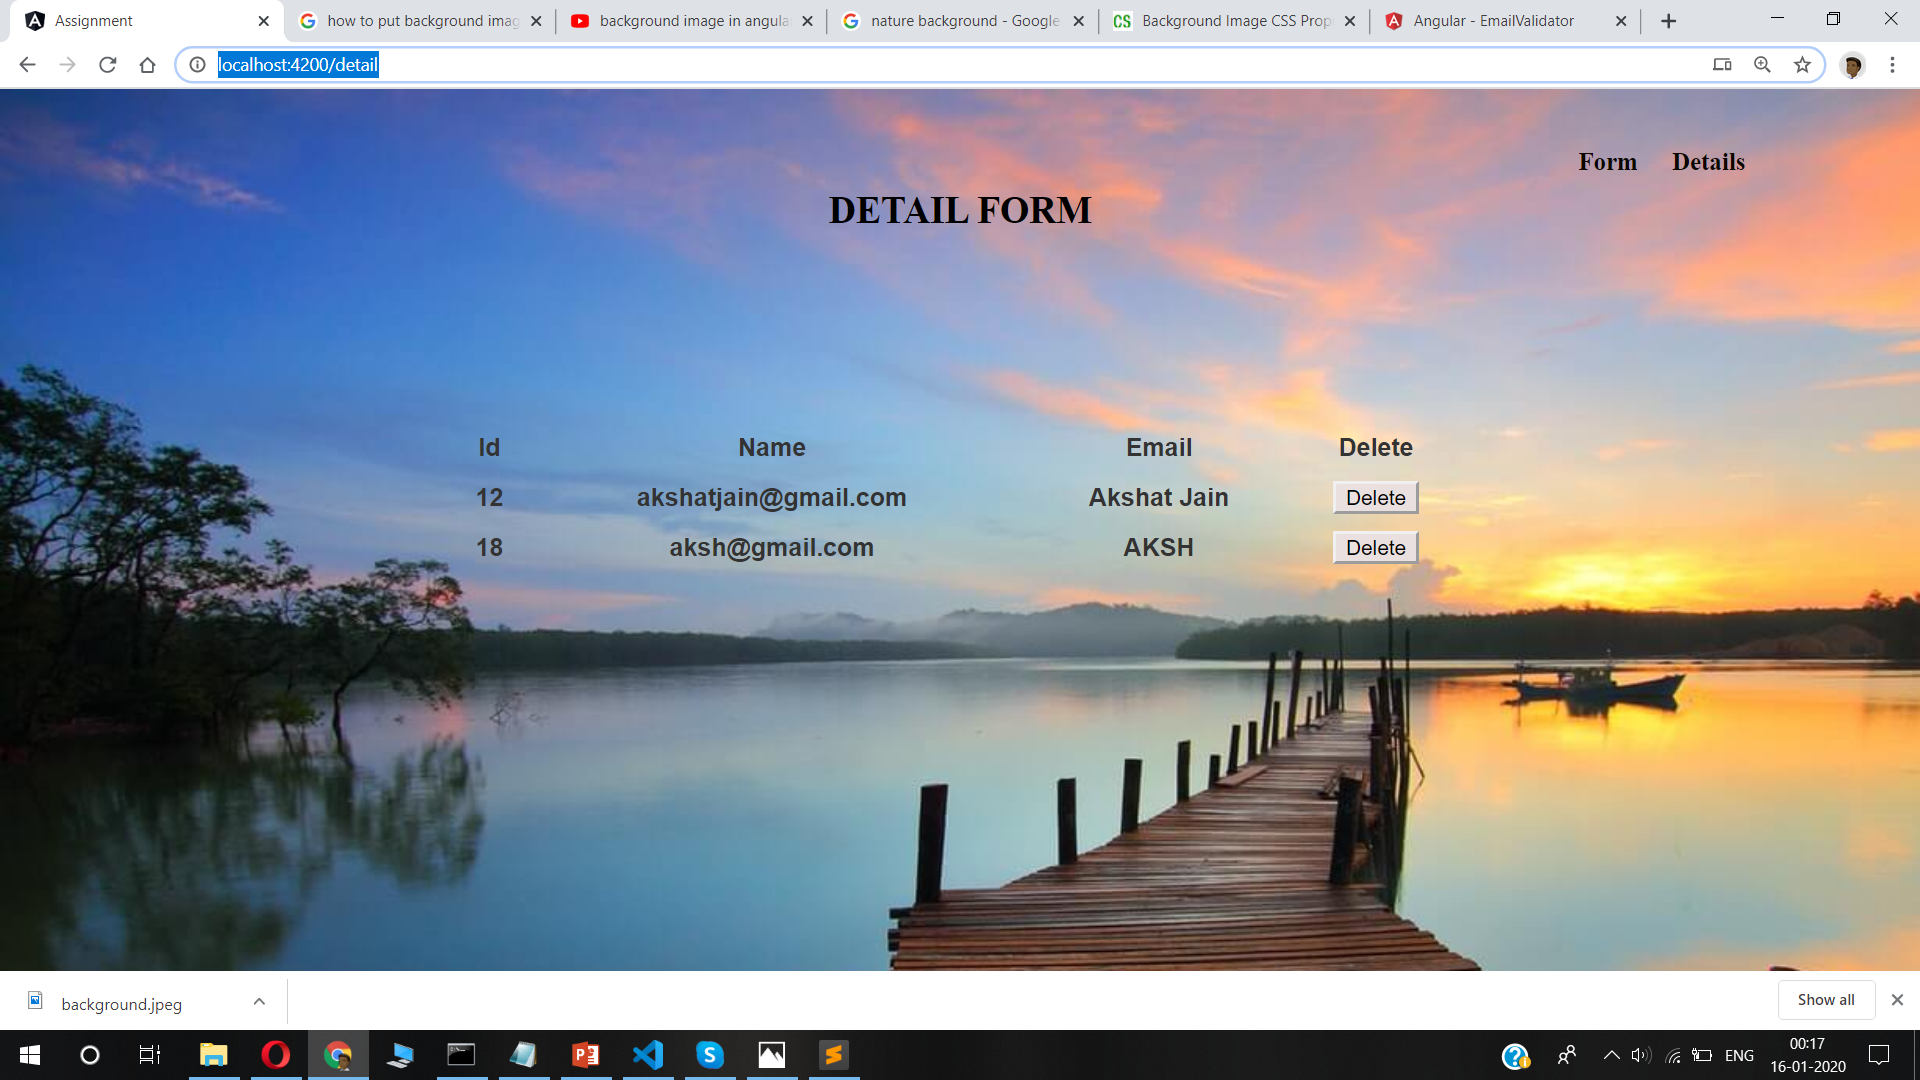 Assignment
how to put background imag
background image in angula
nature background - Google
CS Background Image CSS Prop
Angular - EmailValidator
localhost:4200/detail
Form Details
DETAIL FORM
Id Name Email Delete
12 akshatjain@gmail.com Akshat Jain Delete
18 aksh@gmail.com AKSH Delete
background.jpeg
Show all
ENG
00:17
16-01-2020